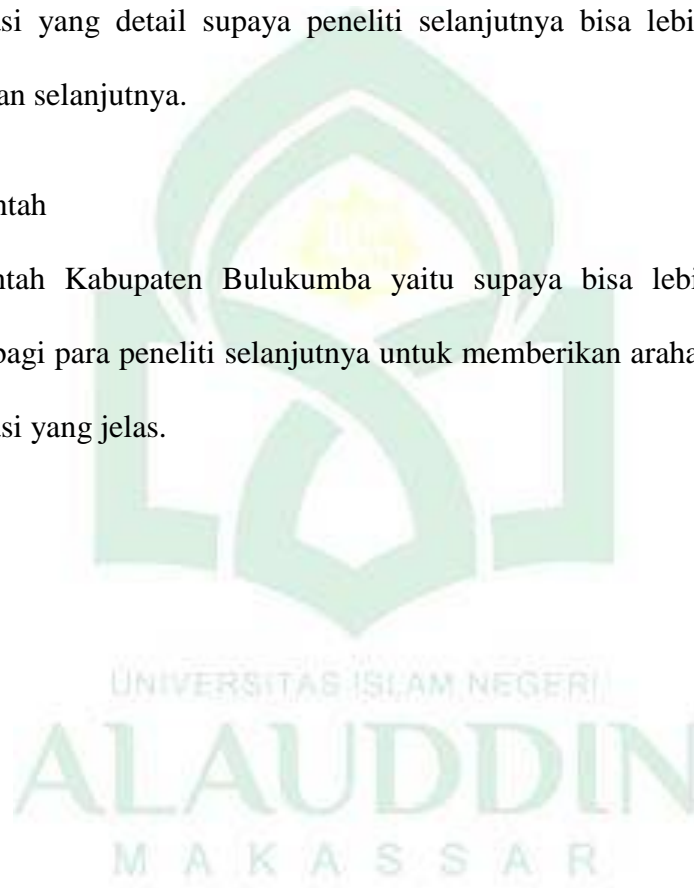 si yang detail supaya peneliti selanjutnya bisa lebi
an selanjutnya.
ntah
ntah Kabupaten Bulukumba yaitu supaya bisa lebi
bagi para peneliti selanjutnya untuk memberikan araha
si yang jelas.
UNIVERSITAS ISLAM NEGERI
ALAUDDIN
MAKASSAR